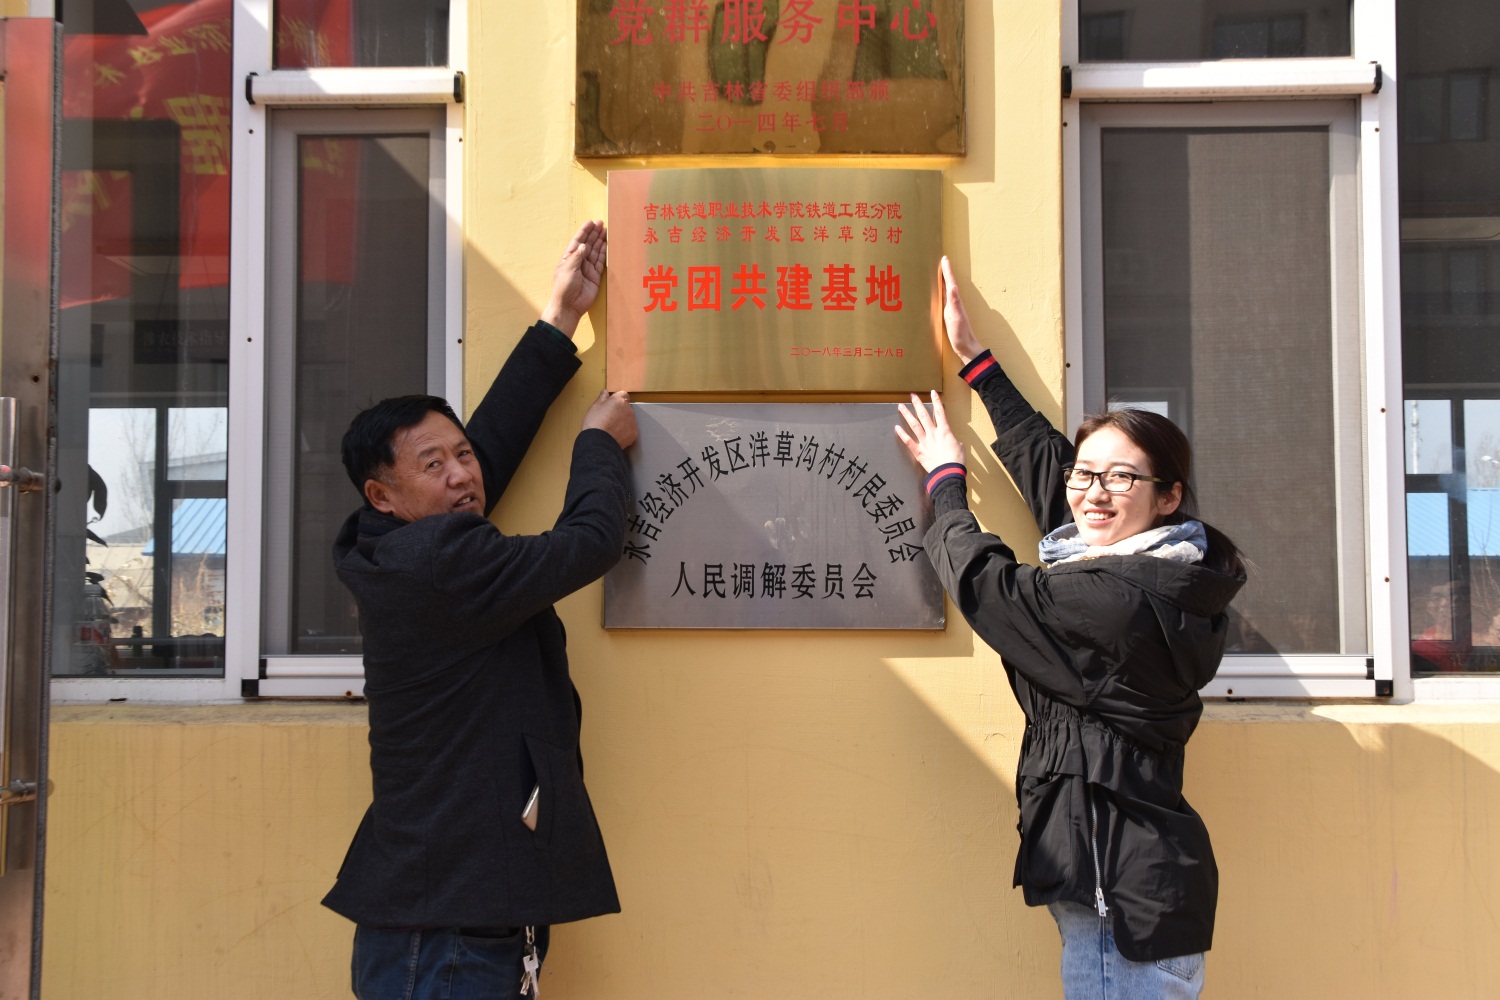 党群服务中心
中共吉林省委组织部颁
二〇一四年七月
吉林铁道职业技术学院铁道工程分院
永吉经济开发区洋草沟村
党团共建基地
二〇一八年三月二十八日
永吉经济开发区洋草沟村村民委员会
人民调解委员会